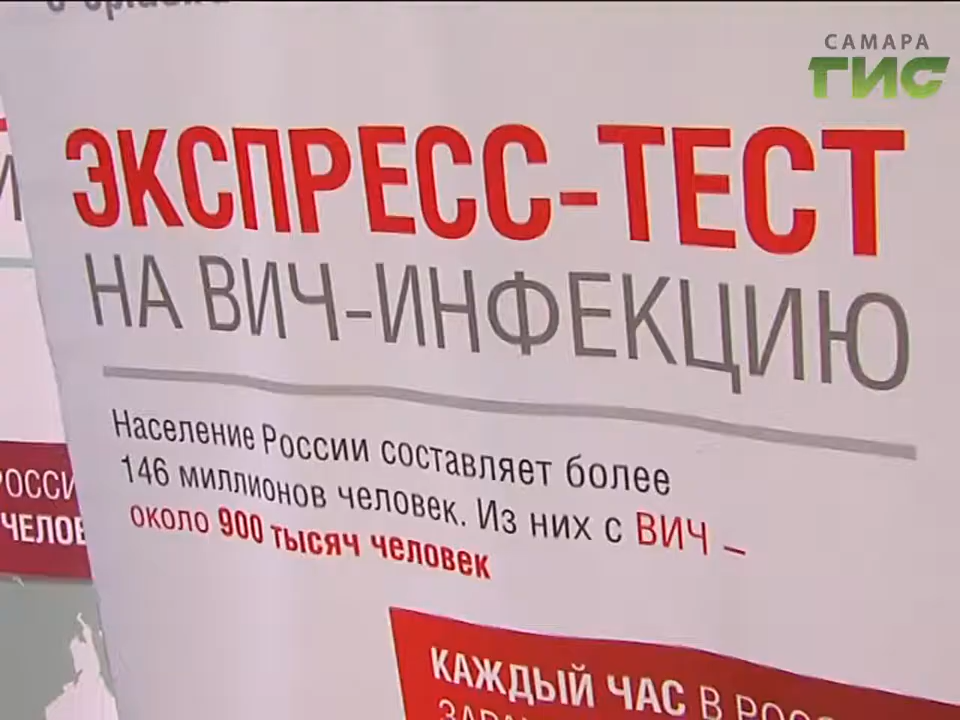 САМАРА
ГИС
ЭКСПРЕСС-ТЕСТ
НА ВИЧ-ИНФЕКЦИЮ
Население России составляет более
146 миллионов человек. Из них с ВИЧ –
около 900 тысяч человек
КАЖДЫЙ ЧАС В